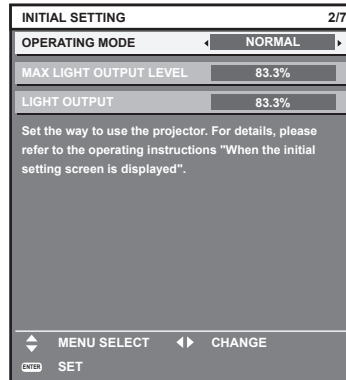 INITIAL SETTING 2/7
OPERATING MODE NORMAL
MAX LIGHT OUTPUT LEVEL 83.3%
LIGHT OUTPUT 83.3%
Set the way to use the projector. For details, please
refer to the operating instructions "When the initial
setting screen is displayed".
MENU SELECT CHANGE
ENTER SET